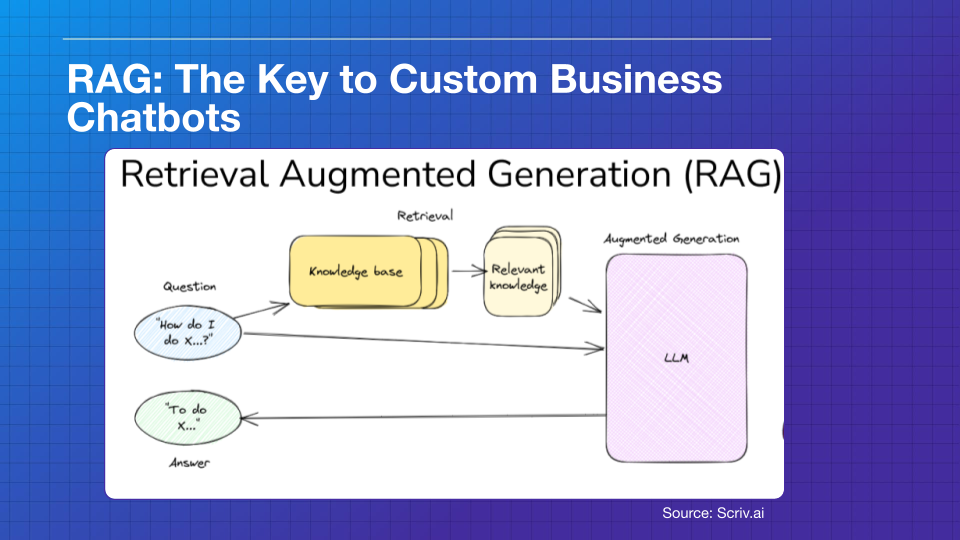 RAG: The Key to Custom Business
Chatbots
Retrieval Augmented Generation (RAG)
Retrieval
Augmented Generation
Knowledge base
Relevant
knowledge
Question
"How do I
do x...?"
LLM
"To do
x..."
Answer
Source: Scriv.ai